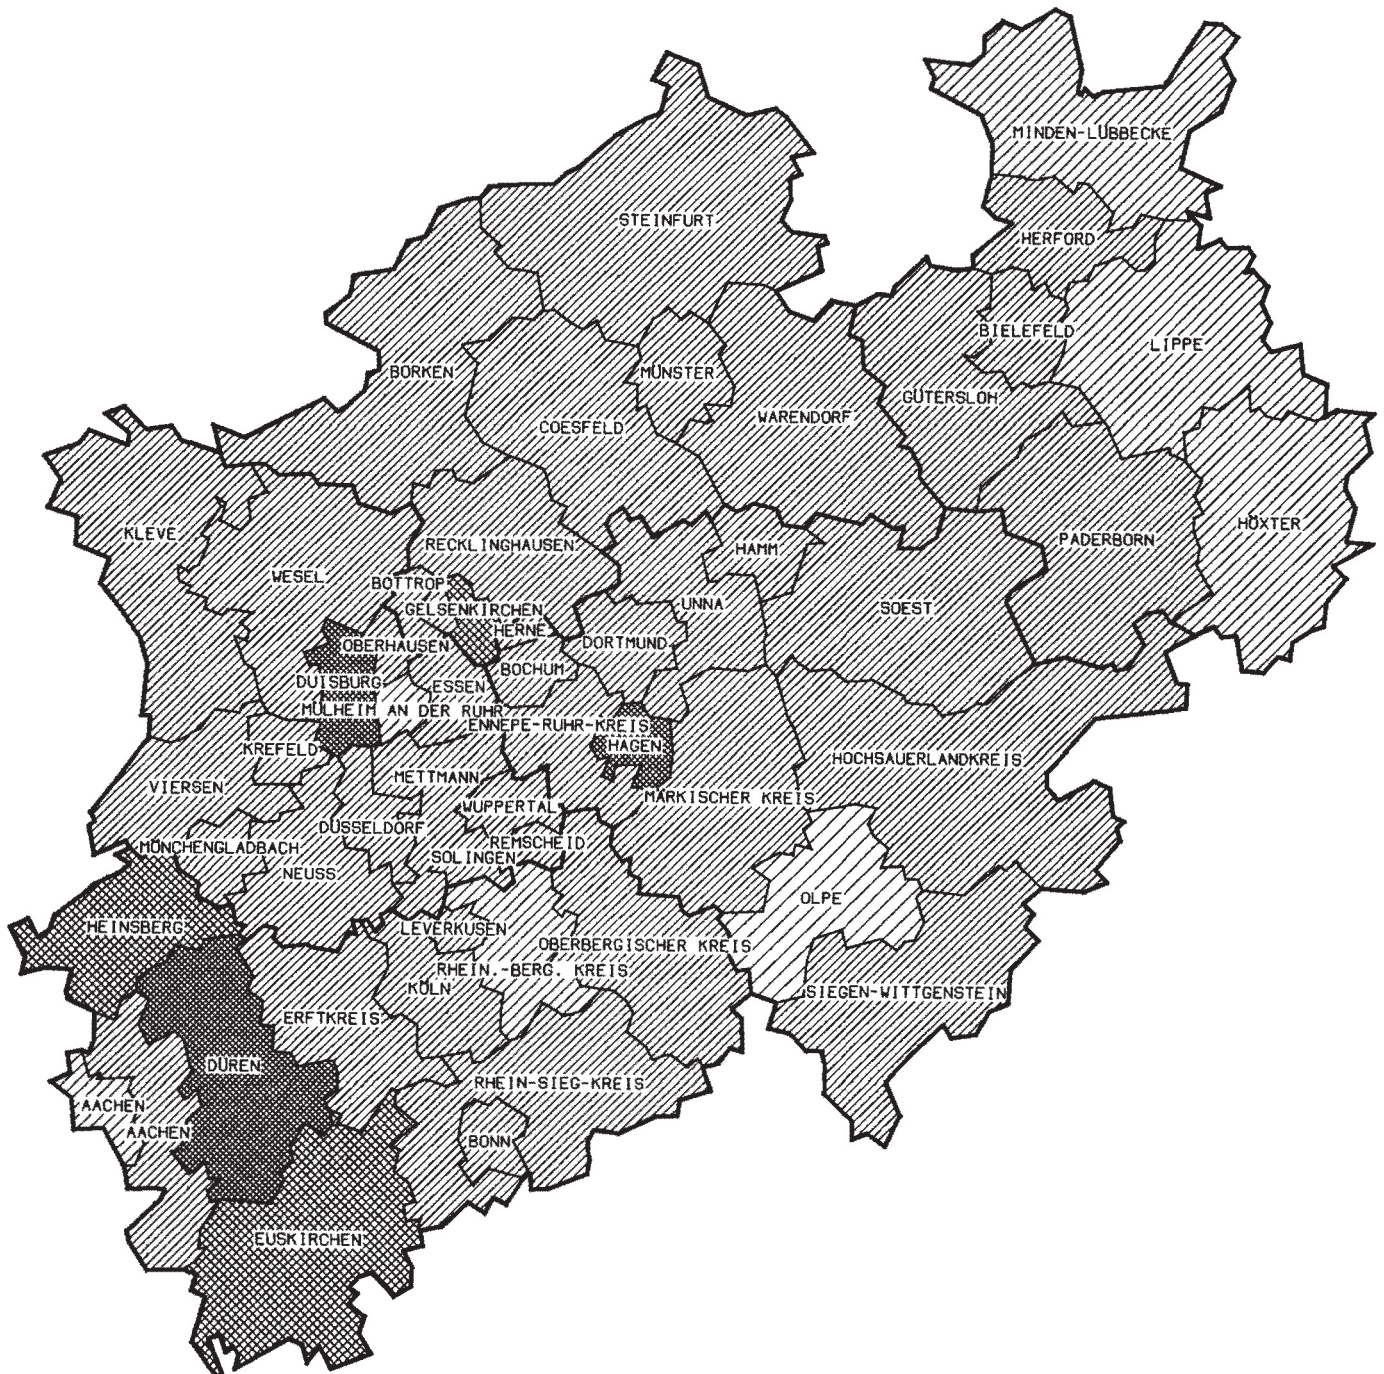 MINDEN-LÜBBECKE
STEINFURT
HERFORD
BIELEFELD
LIPPE
BORKEN
MÜNSTER
GÜTERSLOH
WARENDORF
COESFELD
HÖXTER
KLEVE
PADERBORN
RECKLINGHAUSEN
HAMM
WESEL
BOTTROP
UNNA
SOEST
GELSENKIRCHEN
HERNE
OBERHAUSEN
DORTMUND
BOCHUM
DUISBURG
ESSEN
MÜLHEIM AN DER RUHR
ENNEPE-RUHR-KREIS
KREFELD
HAGEN
HOCHSAUERLANDKREIS
METTMANN
VIERSEN
MÄRKISCHER KREIS
WUPPERTAL
DÜSSELDORF
REMSCHEID
MÖNCHENGLADBACH
SOLINGEN
NEUSS
OLPE
HEINSBERG
LEVERKUSEN
OBERBERGISCHER KREIS
RHEIN.-BERG. KREIS
KÖLN
SIEGEN-WITTGENSTEIN
ERFTKREIS
DÜREN
RHEIN-SIEG-KREIS
AACHEN
AACHEN
BONN
EUSKIRCHEN